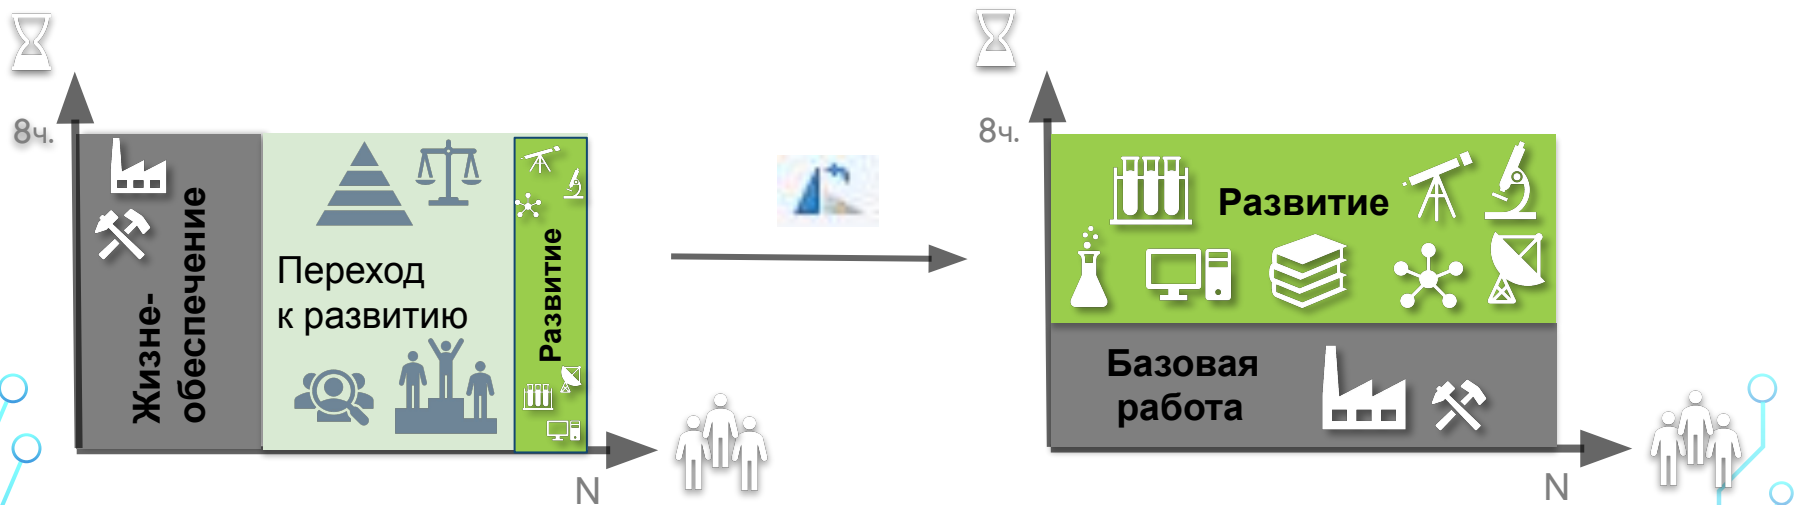 8ч.
Жизне-
обеспечение
Переход
к развитию
Развитие
N
8ч.
Развитие
Базовая
работа
N